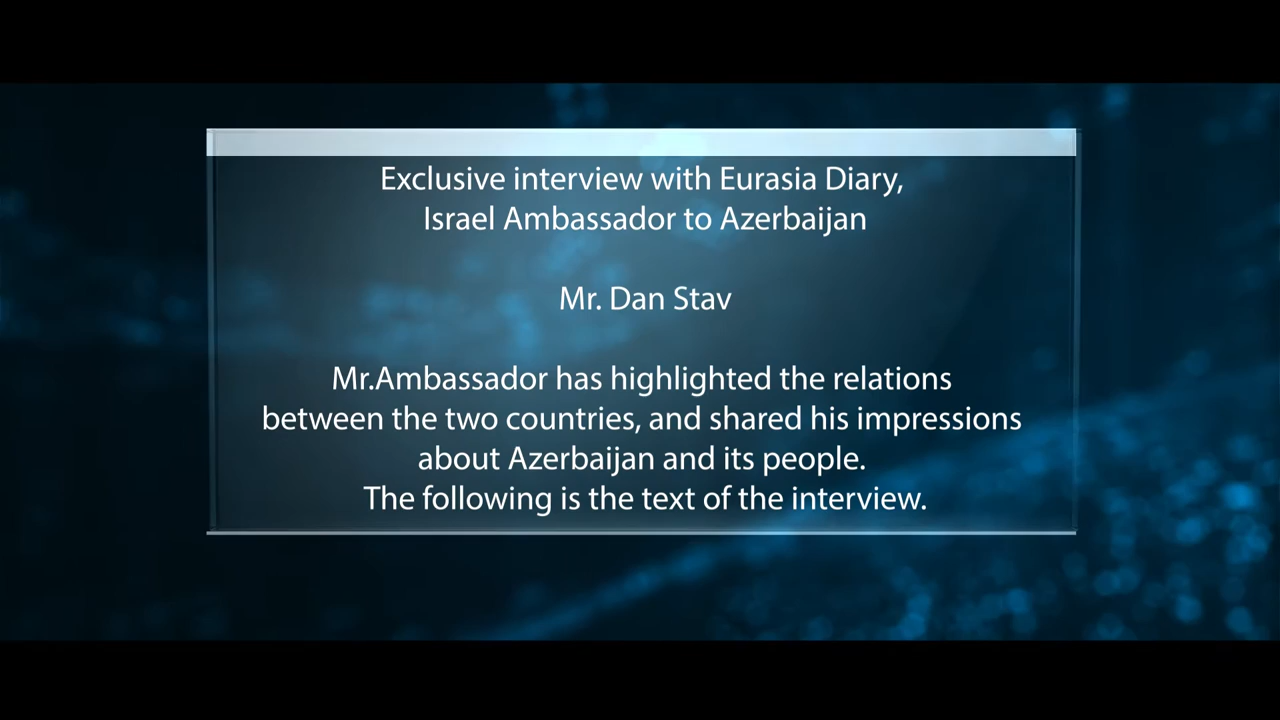 Exclusive interview with Eurasia Diary,
Israel Ambassador to Azerbaijan
Mr. Dan Stav
Mr.Ambassador has highlighted the relations
between the two countries, and shared his impressions
about Azerbaijan and its people.
The following is the text of the interview.